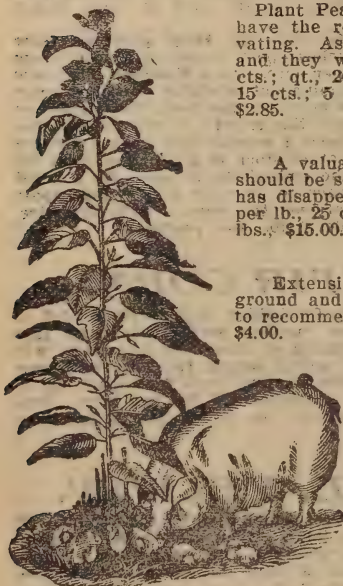 Plant Pea
have the r
vating. As
and they w
cts.; qt., 2
15 cts.; 5
$2.85.
A valua
should be s
has disappe
per lb., 25 c
lbs., $15.00.
Extensi
ground and
to recomme
$4.00.